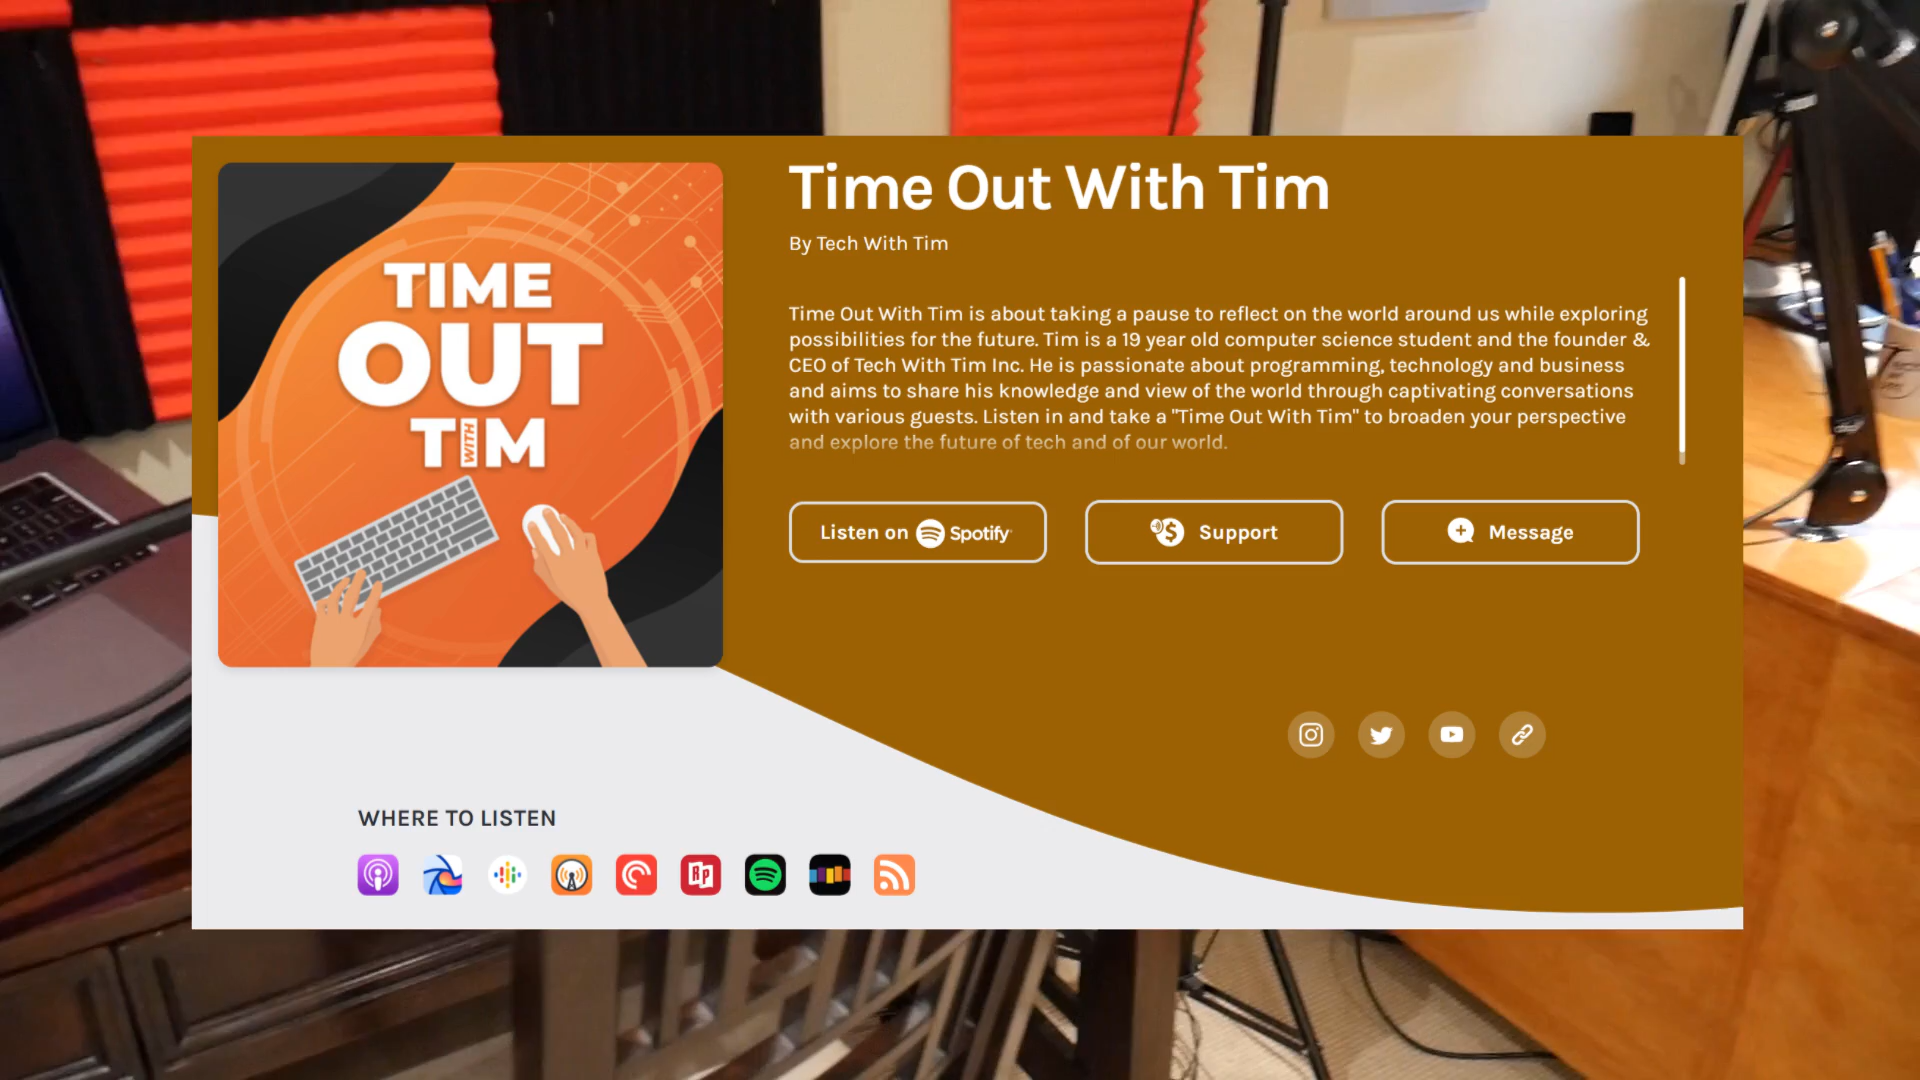 TIME
OUT
WITH
TIM
Time Out With Tim
By Tech With Tim
Time Out With Tim is about taking a pause to reflect on the world around us while exploring
possibilities for the future. Tim is a 19 year old computer science student and the founder &
CEO of Tech With Tim Inc. He is passionate about programming, technology and business
and aims to share his knowledge and view of the world through captivating conversations
with various guests. Listen in and take a "Time Out With Tim" to broaden your perspective
and explore the future of tech and of our world.
Listen on Spotify
Support
Message
WHERE TO LISTEN
RP